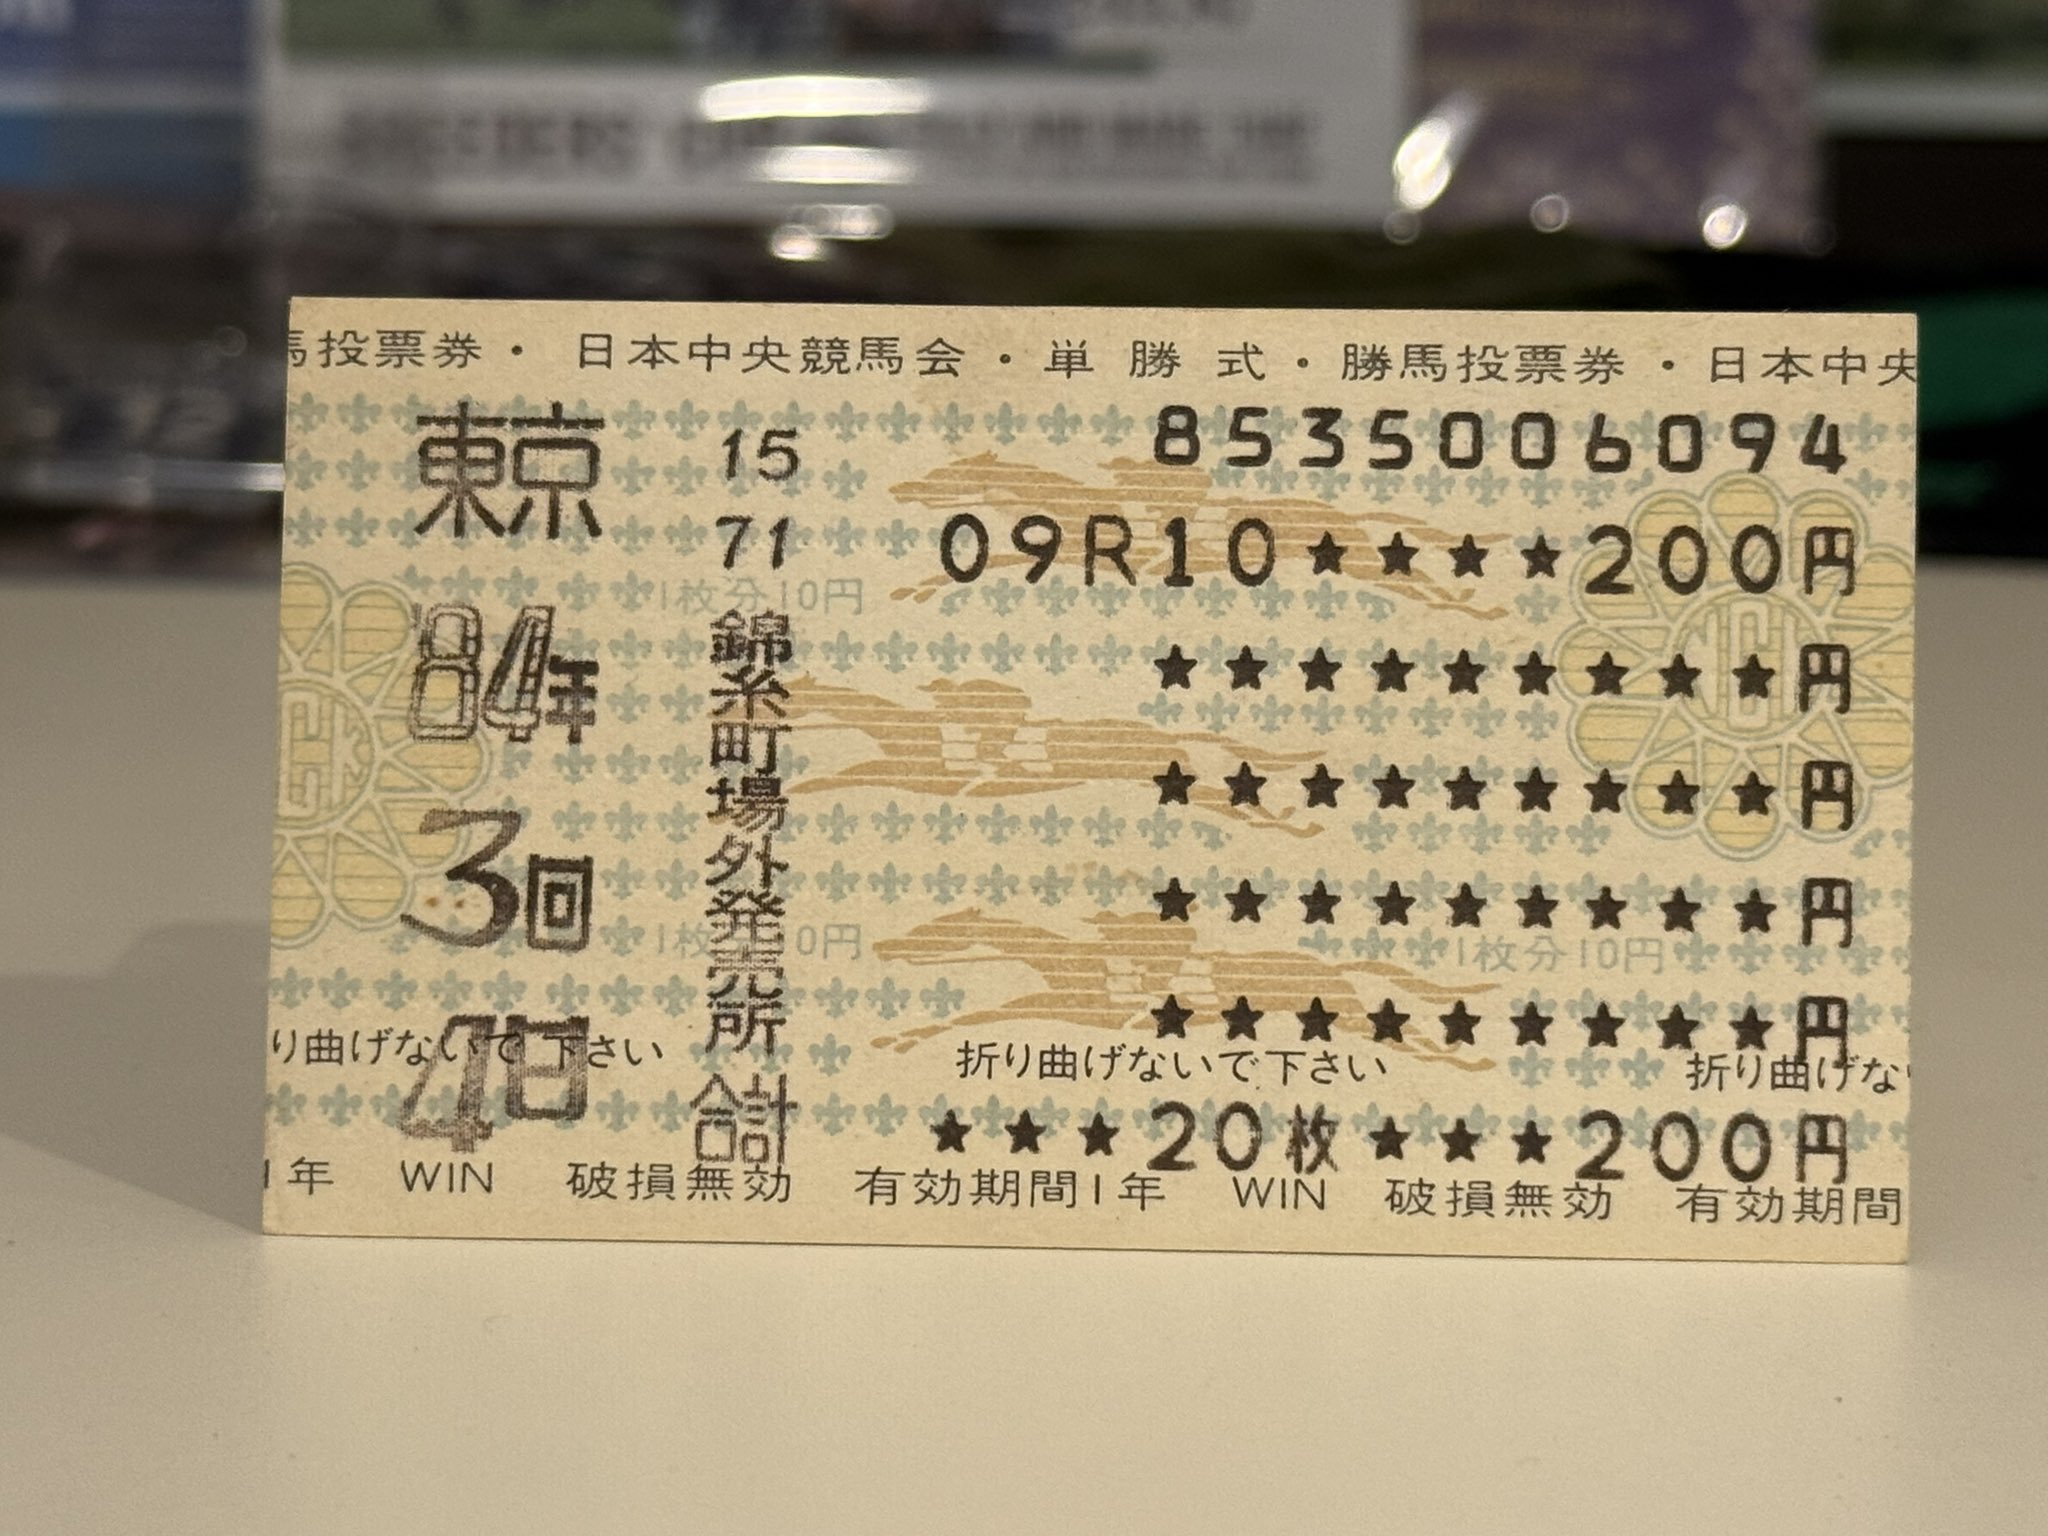 馬投票券・ 日本中央競馬会・単 勝 式・勝馬投票券・日本中央
東京
'84年
3回
4日
15
71
錦糸町場外発売所
8535006094
09R10★★★★200円
★★★★★★★★★円
★★★★★★★★★円
★★★★★★★★★円
★★★★★★★★★円
合計 ★★★20枚★★★200円
1枚分10円
1枚分10円
1枚分10円
り曲げないで下さい 折り曲げないで下さい 折り曲げな
1年 WIN 破損無効 有効期間1年 WIN 破損無効 有効期間